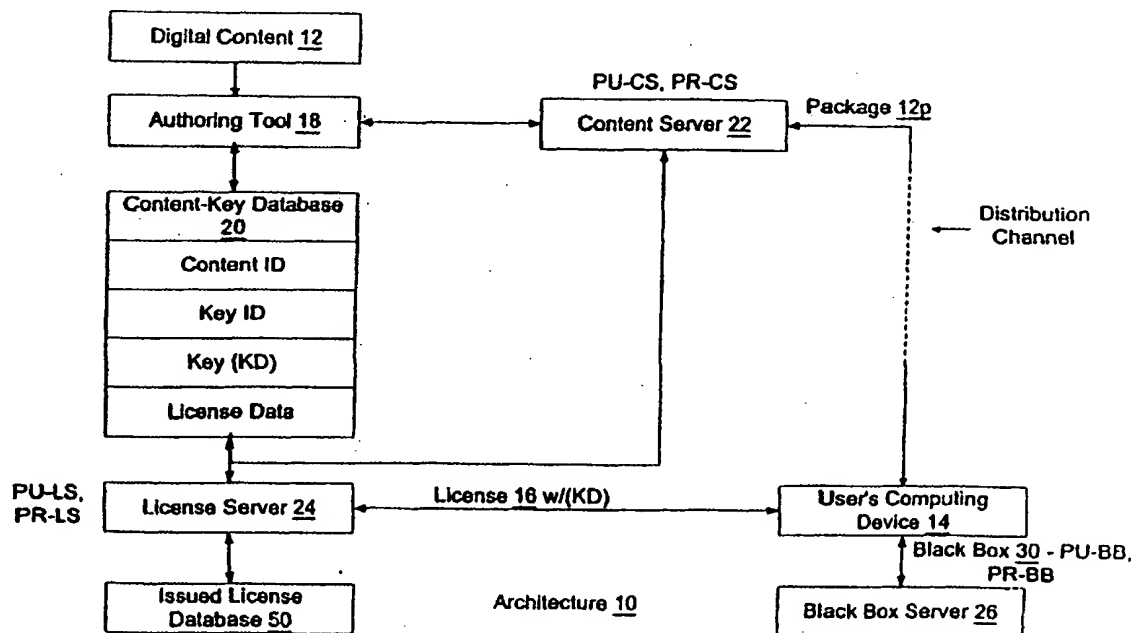 Digital Content 12
Authoring Tool 18
PU-CS, PR-CS
Content Server 22
Package 12p
Content-Key Database
20
Content ID
Key ID
Key (KD)
License Data
Distribution
Channel
PU-LS,
PR-LS
License Server 24
License 16 w/(KD)
User's Computing
Device 14
Black Box 30 - PU-BB,
PR-BB
Issued License
Database 50
Architecture 10
Black Box Server 26